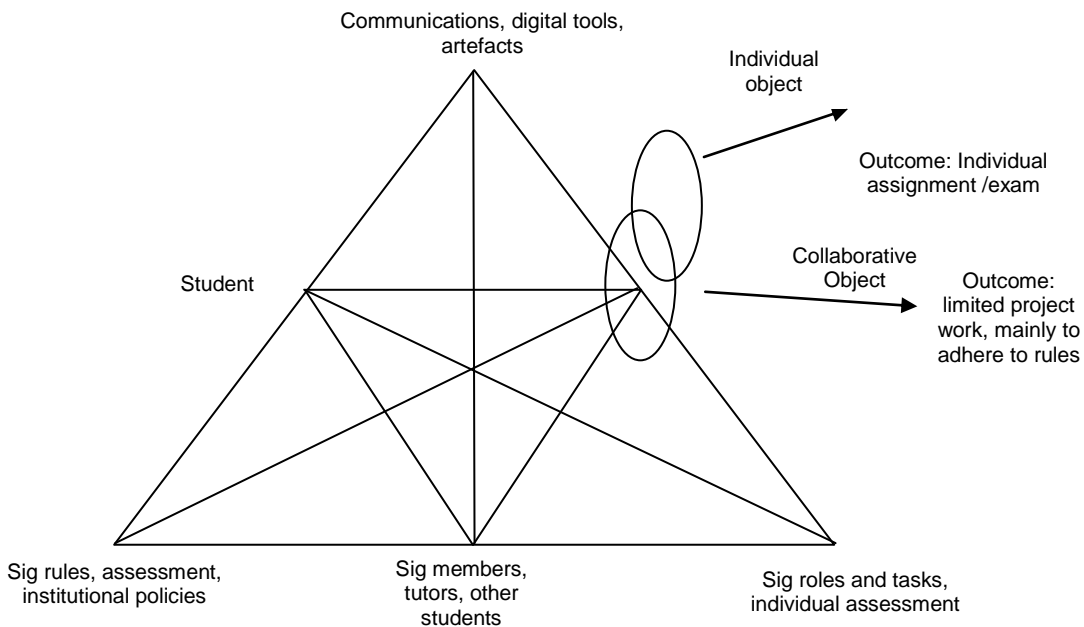 Communications, digital tools,
artefacts
Individual
object
Outcome: Individual
assignment /exam
Student
Collaborative
Object
Outcome:
limited project
work, mainly to
adhere to rules
Sig rules, assessment,
institutional policies
Sig members,
tutors, other
students
Sig roles and tasks,
individual assessment